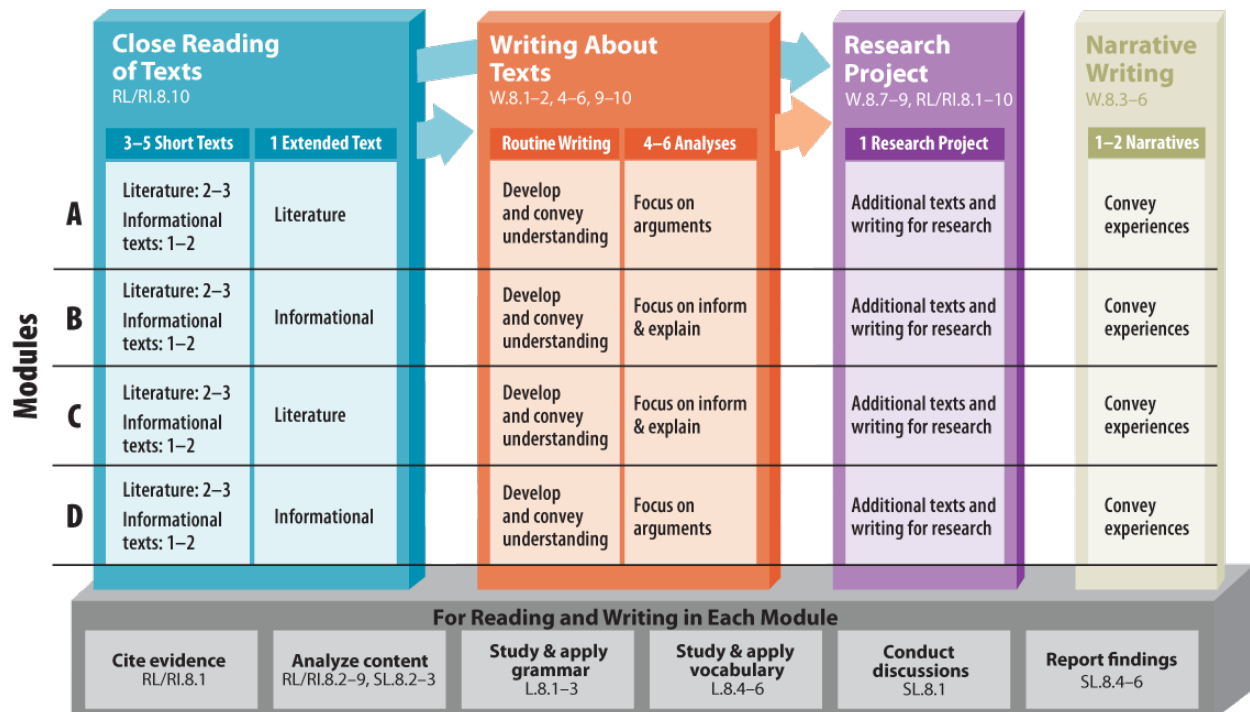 Close Reading
of Texts
RL/RI.8.10
Writing About
Texts
W.8.1–2, 4–6, 9–10
Research
Project
W.8.7–9, RL/RI.8.1–10
Narrative
Writing
W.8.3–6
3–5 Short Texts
1 Extended Text
Routine Writing
4–6 Analyses
1 Research Project
1–2 Narratives
Modules
A
Literature: 2–3
Informational
texts: 1–2
Literature
Develop
and convey
understanding
Focus on
arguments
Additional texts and
writing for research
Convey
experiences
B
Literature: 2–3
Informational
texts: 1–2
Informational
Develop
and convey
understanding
Focus on inform
& explain
Additional texts and
writing for research
Convey
experiences
C
Literature: 2–3
Informational
texts: 1–2
Literature
Develop
and convey
understanding
Focus on inform
& explain
Additional texts and
writing for research
Convey
experiences
D
Literature: 2–3
Informational
texts: 1–2
Informational
Develop
and convey
understanding
Focus on
arguments
Additional texts and
writing for research
Convey
experiences
For Reading and Writing in Each Module
Cite evidence
RL/RI.8.1
Analyze content
RL/RI.8.2–9, SL.8.2–3
Study & apply
grammar
L.8.1–3
Study & apply
vocabulary
L.8.4–6
Conduct
discussions
SL.8.1
Report findings
SL.8.4–6